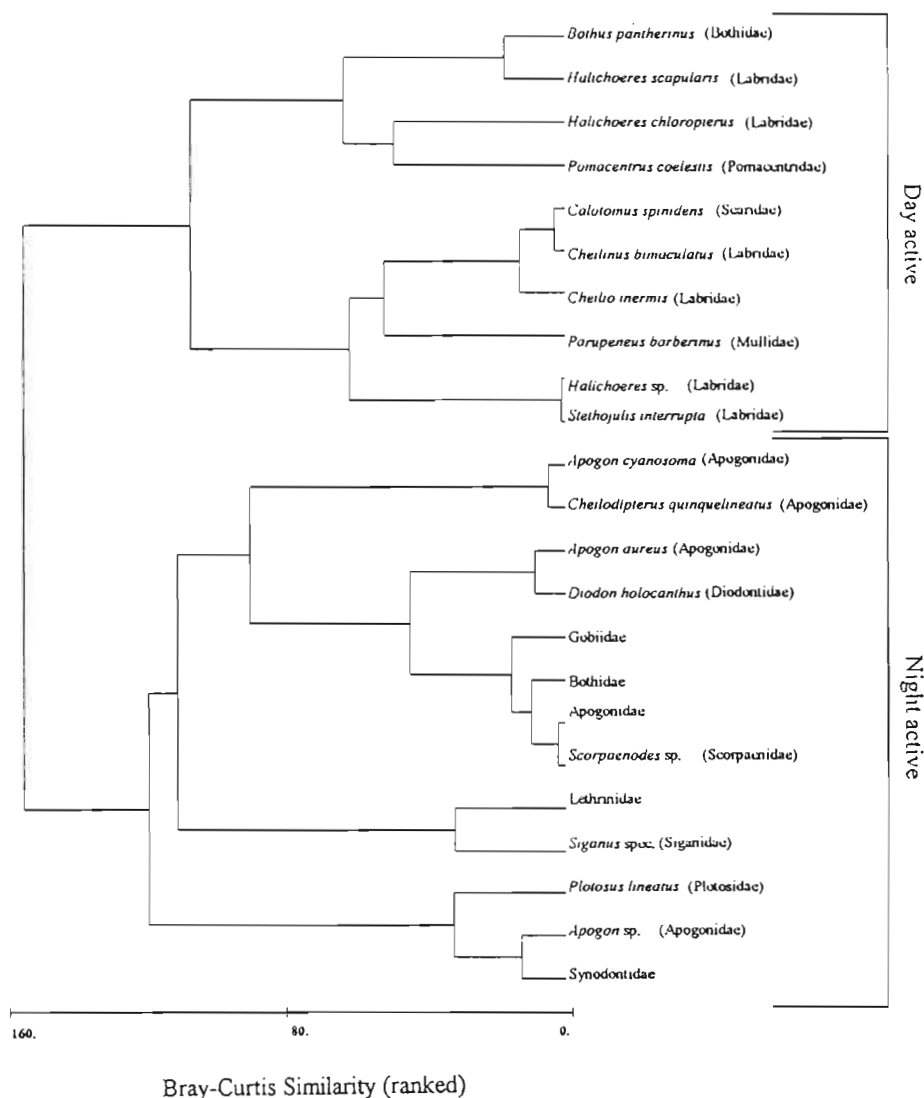 Bothus pantherinus (Bothidae)
Halichoeres scapularis (Labridae)
Halichoeres chloropterus (Labridae)
Pomacentrus coelestis (Pomacentridae)
Calotomus spinidens (Scaridae)
Cheilinus bimaculatus (Labridae)
Cheilio inermis (Labridae)
Parupeneus barberinus (Mullidae)
Halichoeres sp. (Labridae)
Stethojulis interrupta (Labridae)
Day active
Apogon cyanosoma (Apogonidae)
Cheilodipterus quinquelineatus (Apogonidae)
Apogon aureus (Apogonidae)
Diodon holocanthus (Diodontidae)
Gobiidae
Bothidae
Apogonidae
Scorpaenodes sp. (Scorpaenidae)
Lethrinidae
Siganus spec. (Siganidae)
Plotosus lineatus (Plotosidae)
Apogon sp. (Apogonidae)
Synodontidae
Night active
160. 80. 0.
Bray-Curtis Similarity (ranked)